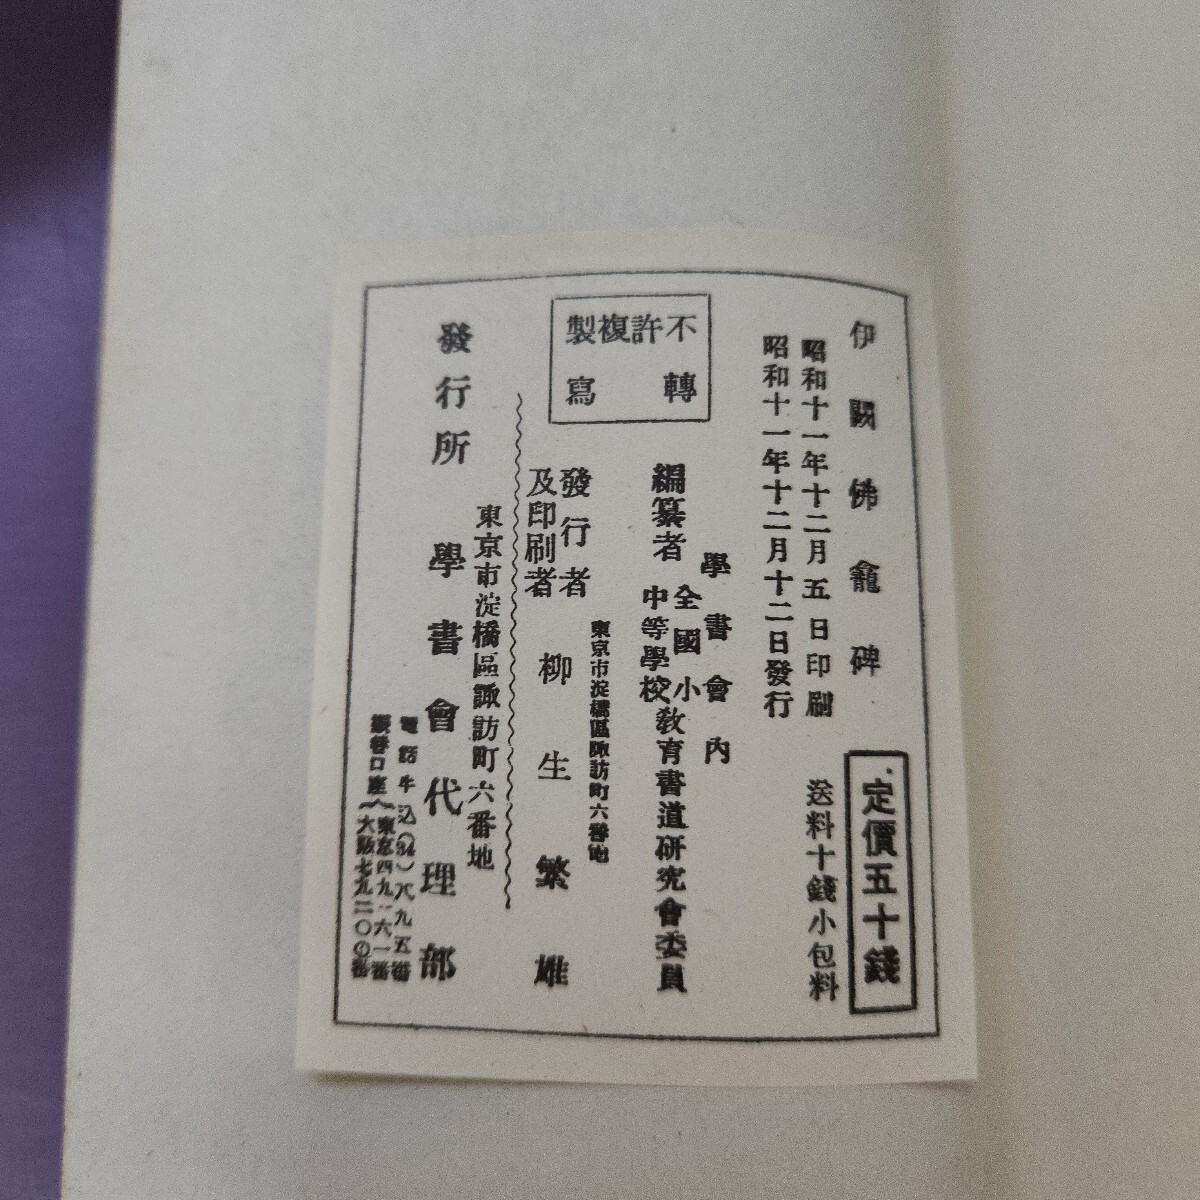 伊闕佛龕碑
定價五十錢
昭和十一年十二月五日印刷
送料十錢小包料
昭和十一年十二月十二日發行
不許複製
轉寫
學書會內
編纂者 全國小中等學校教育書道研究會委員
東京市淀橋區諏訪町六番地
發行者及印刷者 柳生繁雄
東京市淀橋區諏訪町六番地
發行所 學書會代理部
電話牛込(34)八九五番
振替口座
東京四九一六一番
大阪七九二〇